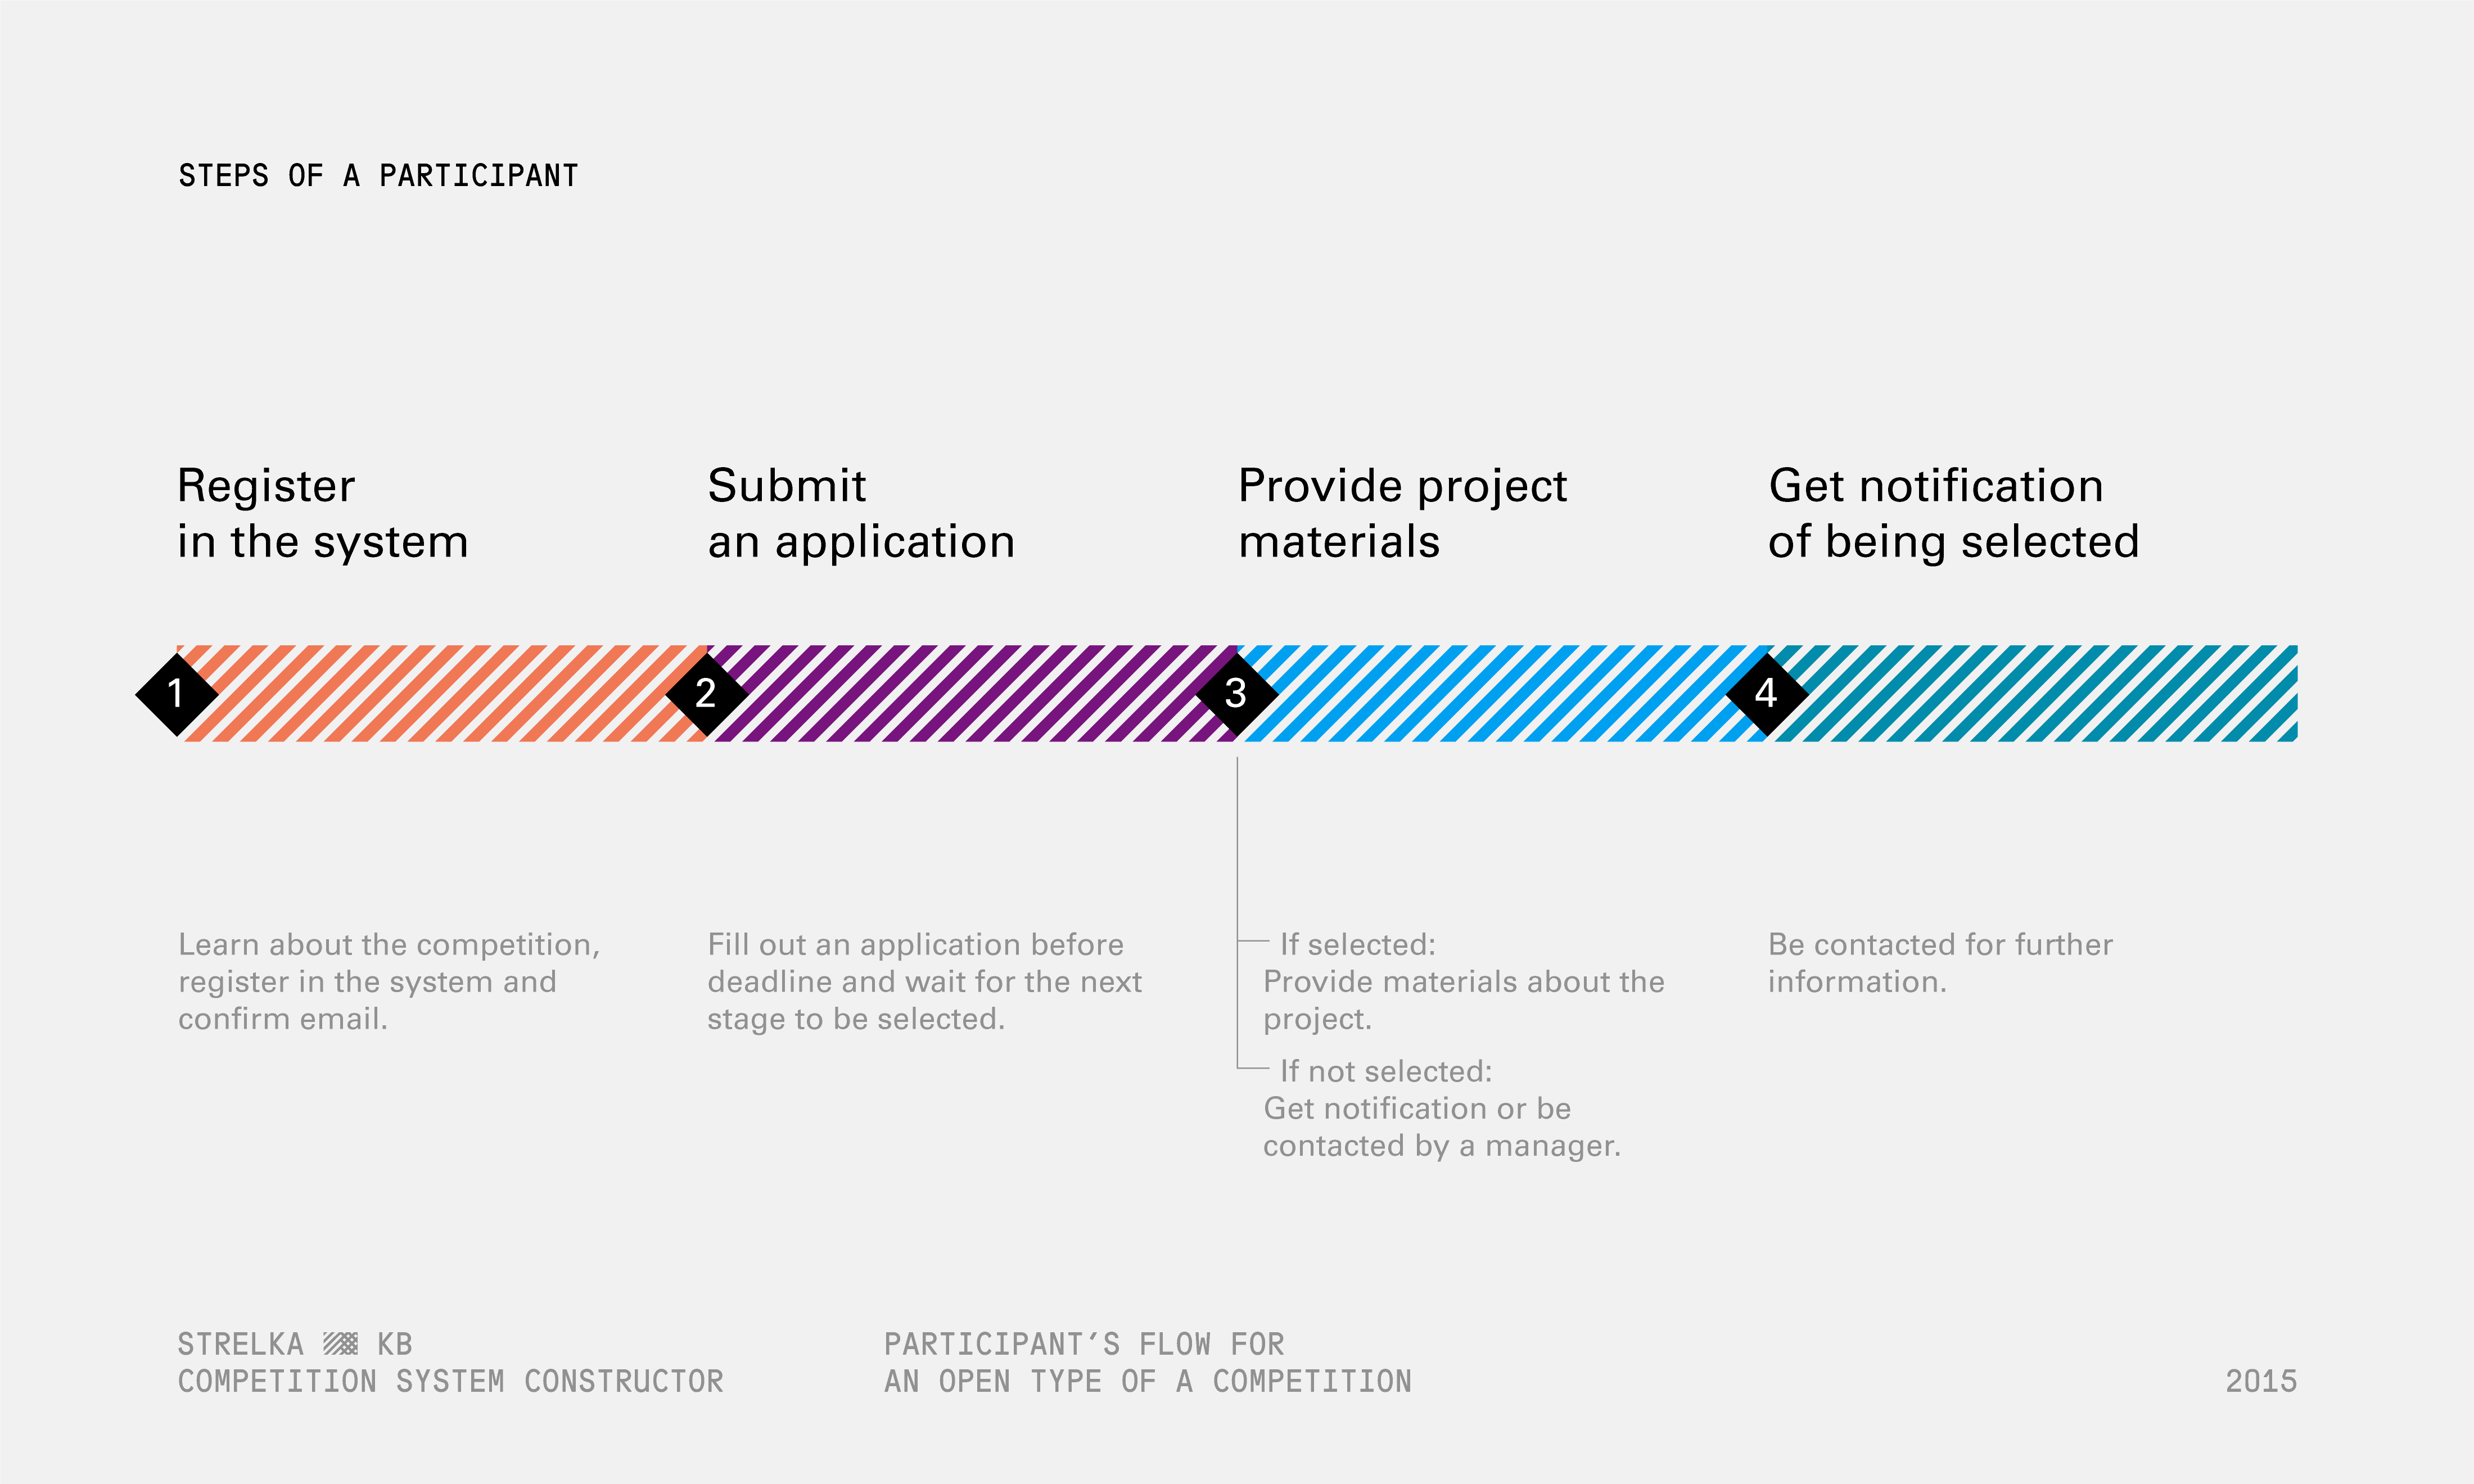 STEPS OF A PARTICIPANT
Register
in the system
Submit
an application
Provide project
materials
Get notification
of being selected
1
2
3
4
Learn about the competition,
register in the system and
confirm email.
Fill out an application before
deadline and wait for the next
stage to be selected.
If selected:
Provide materials about the
project.
If not selected:
Get notification or be
contacted by a manager.
Be contacted for further
information.
STRELKA KB
COMPETITION SYSTEM CONSTRUCTOR
PARTICIPANT’S FLOW FOR
AN OPEN TYPE OF A COMPETITION
2015